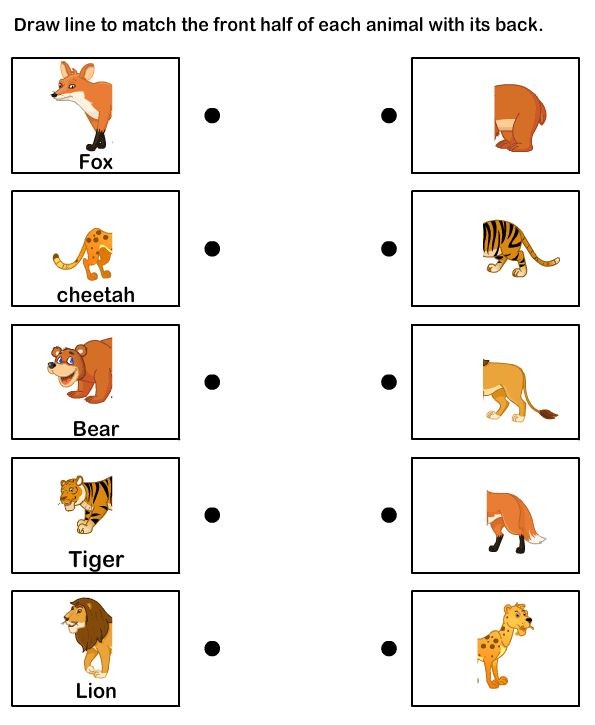 Draw line to match the front half of each animal with its back.
Fox
cheetah
Bear
Tiger
Lion